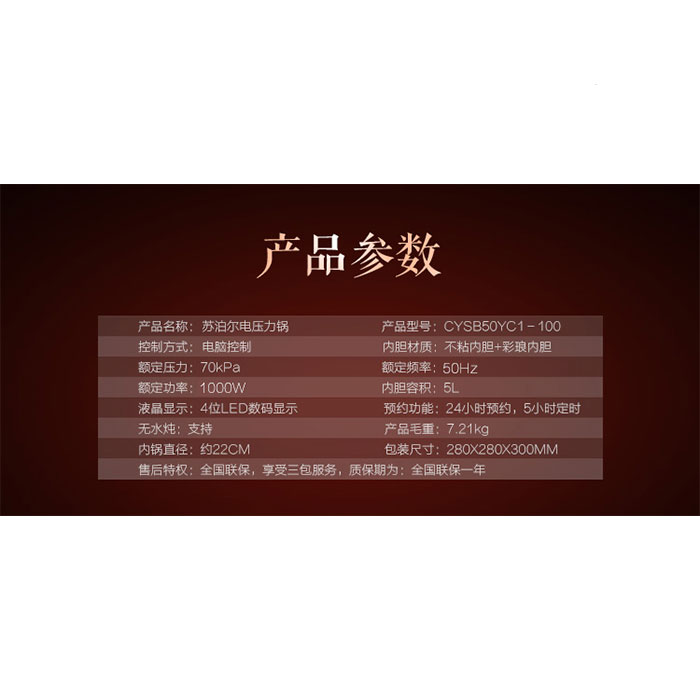 产品参数
产品名称：苏泊尔电压力锅 产品型号：CYSB50YC1-100
控制方式：电脑控制 内胆材质：不粘内胆+彩琅内胆
额定压力：70kPa 额定频率：50Hz
额定功率：1000W 内胆容积：5L
液晶显示：4位LED数码显示 预约功能：24小时预约，5小时定时
无水炖：支持 产品毛重：7.21kg
内锅直径：约22CM 包装尺寸：280X280X300MM
售后特权：全国联保，享受三包服务，质保期为：全国联保一年